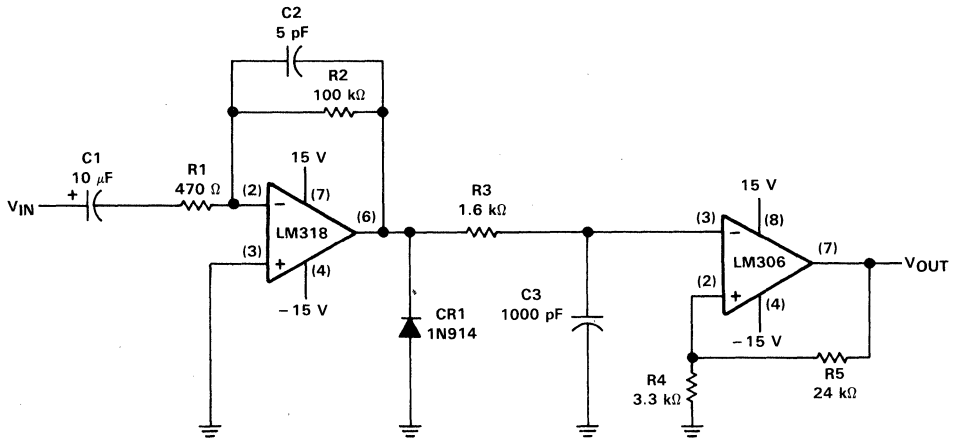 C2
5 pF
R2
100 kΩ
C1
10 μF
+
R1
470 Ω
VIN
15 V
(2)
(7)
−
LM318
(6)
(3)
+
(4)
−15 V
R3
1.6 kΩ
CR1
1N914
C3
1000 pF
15 V
(3)
(8)
−
LM306
(7)
VOUT
(2)
+
(4)
−15 V
R4
3.3 kΩ
R5
24 kΩ